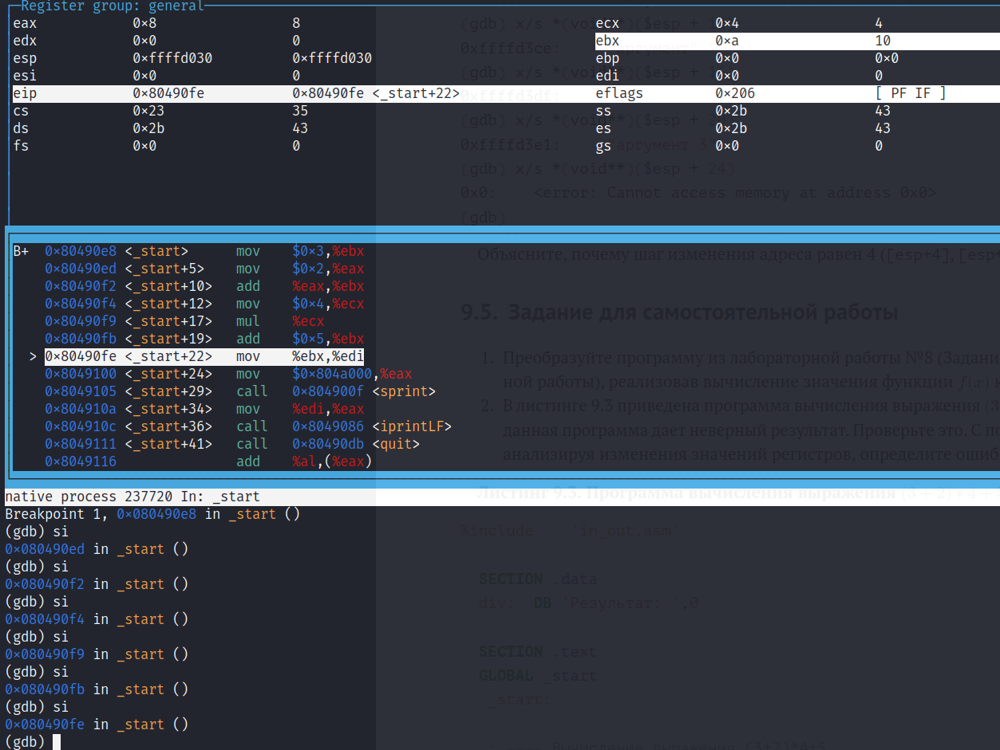 Register group: general
eax 0x8 8 ecx 0x4 4
edx 0x0 0 ebx 0xa 10
esp 0xffffd030 0xffffd030 ebp 0x0 0x0
esi 0x0 0 edi 0x0 0
eip 0x80490fe 0x80490fe <_start+22> eflags 0x206 [ PF IF ]
cs 0x23 35 ss 0x2b 43
ds 0x2b 43 es 0x2b 43
fs 0x0 0 gs 0x0 0
(gdb) x/s *(void**)($esp + 1
0xffffd3ce: аргумент"
(gdb) x/s *(void**)($esp + 1
0xffffd3df:
(gdb) x/s *(void**)($esp + 2
0xffffd3e1: "аргумент 3"
(gdb) x/s *(void**)($esp + 24)
0x0: <error: Cannot access memory at address 0x0>
(gdb)
B+ 0x80490e8 <_start> mov $0x3,%ebx
0x80490ed <_start+5> mov $0x2,%eax
0x80490f2 <_start+10> add %eax,%ebx
0x80490f4 <_start+12> mov $0x4,%ecx
0x80490f9 <_start+17> mul %ecx
0x80490fb <_start+19> add $0x5,%ebx
> 0x80490fe <_start+22> mov %ebx,%edi
0x8049100 <_start+24> mov $0x804a000,%eax
0x8049105 <_start+29> call 0x804900f <sprint>
0x804910a <_start+34> mov %edi,%eax
0x804910c <_start+36> call 0x8049086 <iprintLF>
0x8049111 <_start+41> call 0x80490db <quit>
0x8049116 add %al,(%eax)
Объясните, почему шаг изменения адреса равен 4 ([esp+4], [esp+
9.5. Задание для самостоятельной работы
1. Преобразуйте программу из лабораторной работы №8 (Задани
ной работы), реализовав вычисление значения функции f(x) к
2. В листинге 9.3 приведена программа вычисления выражения (3
данная программа дает неверный результат. Проверьте это. С по
анализируя изменения значений регистров, определите ошиб
Листинг 9.3. Программа вычисления выражения (3 + 2) * 4 +
native process 237720 In: _start
Breakpoint 1, 0x080490e8 in _start ()
(gdb) si
0x080490ed in _start ()
(gdb) si
0x080490f2 in _start ()
(gdb) si
0x080490f4 in _start ()
(gdb) si
0x080490f9 in _start ()
(gdb) si
0x080490fb in _start ()
(gdb) si
0x080490fe in _start ()
(gdb)
%include 'in_out.asm'
SECTION .data
div: DB 'Результат: ',0
SECTION .text
GLOBAL _start
_start:
Вычисление выражения (3+2)*4+5